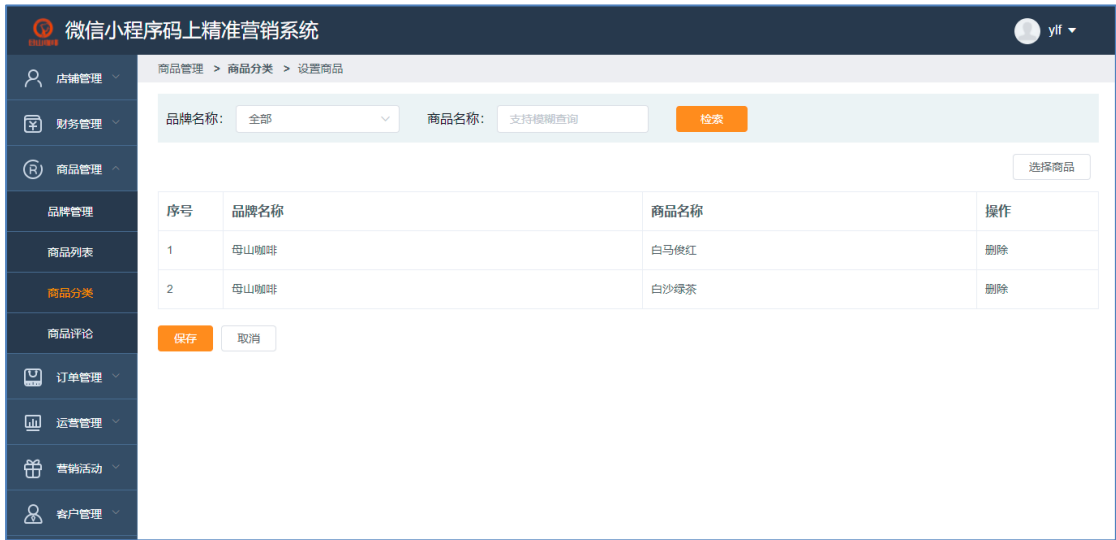 微信小程序码上精准营销系统
ylf
店铺管理
财务管理
商品管理
品牌管理
商品列表
商品分类
商品评论
订单管理
运营管理
营销活动
客户管理
商品管理 > 商品分类 > 设置商品
品牌名称： 全部 商品名称： 支持模糊查询 检索
选择商品
序号 品牌名称 商品名称 操作
1 母山咖啡 白马俊红 删除
2 母山咖啡 白沙绿茶 删除
保存 取消